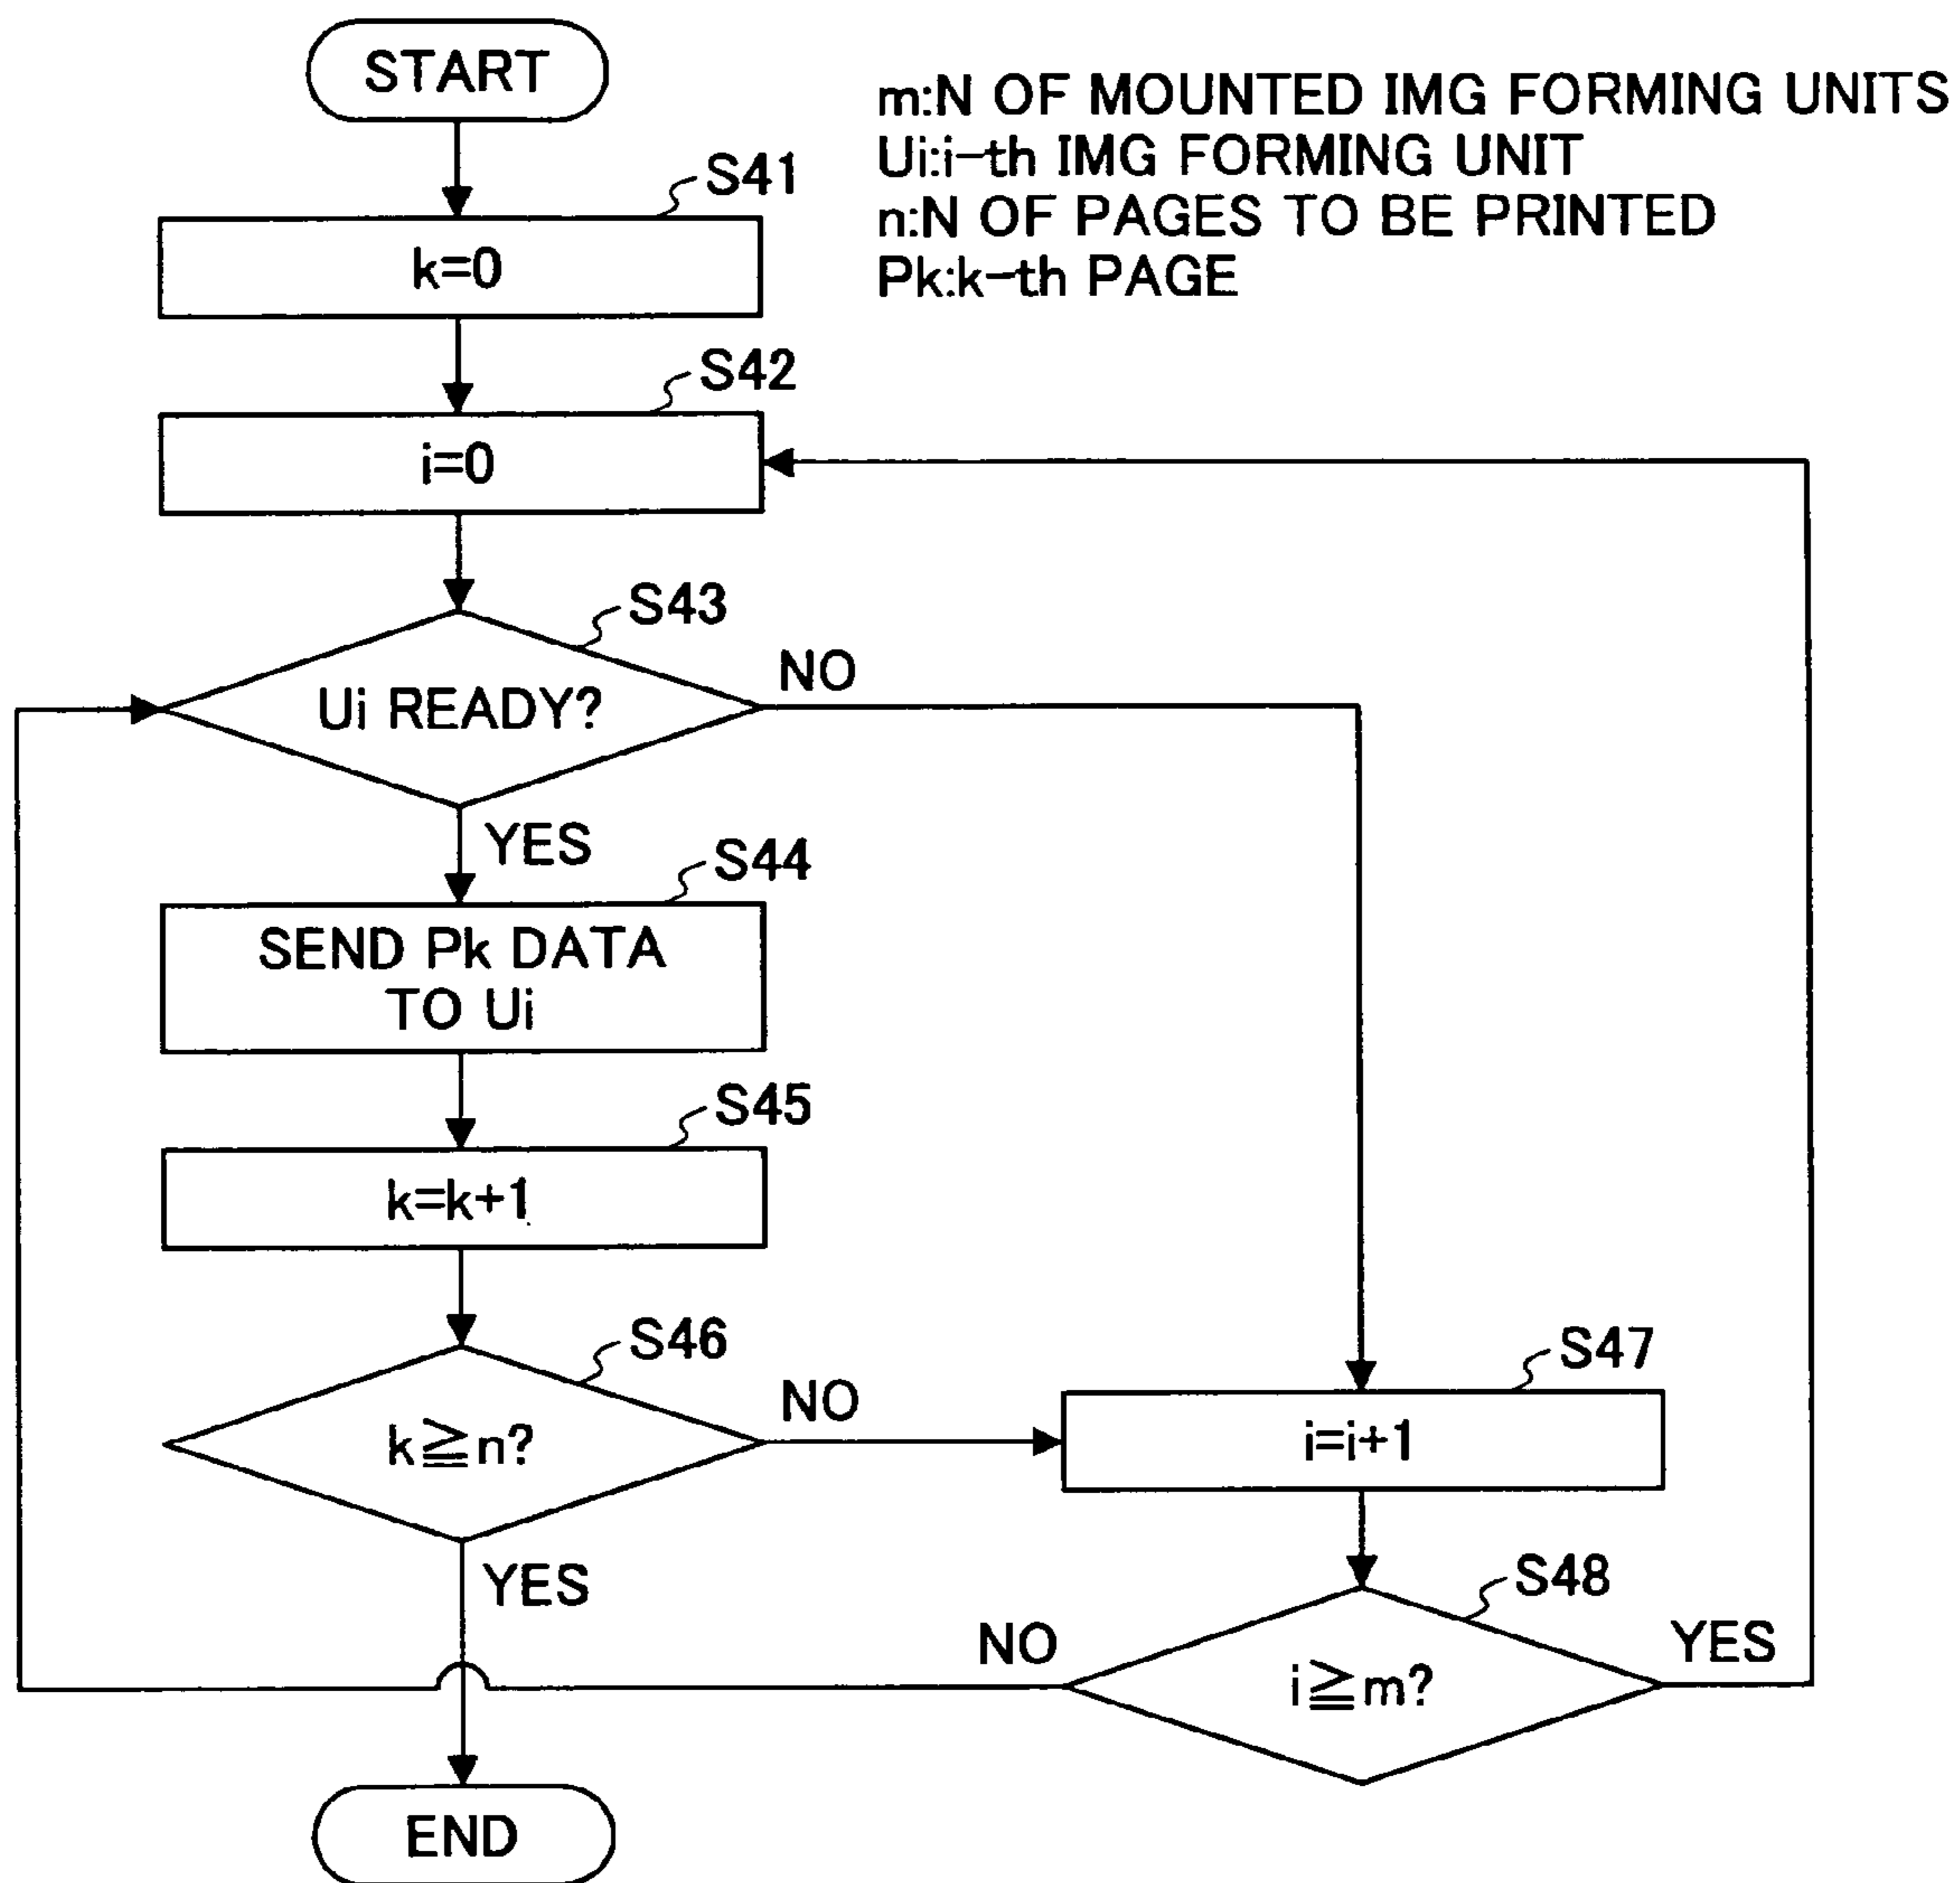 START
m:N OF MOUNTED IMG FORMING UNITS
Ui:i-th IMG FORMING UNIT
n:N OF PAGES TO BE PRINTED
Pk:k-th PAGE
S41
k=0
S42
i=0
S43
Ui READY?
NO
YES
S44
SEND Pk DATA
TO Ui
S45
k=k+1
S46
k≧n?
NO
YES
S47
i=i+1
S48
i≧m?
NO
YES
END